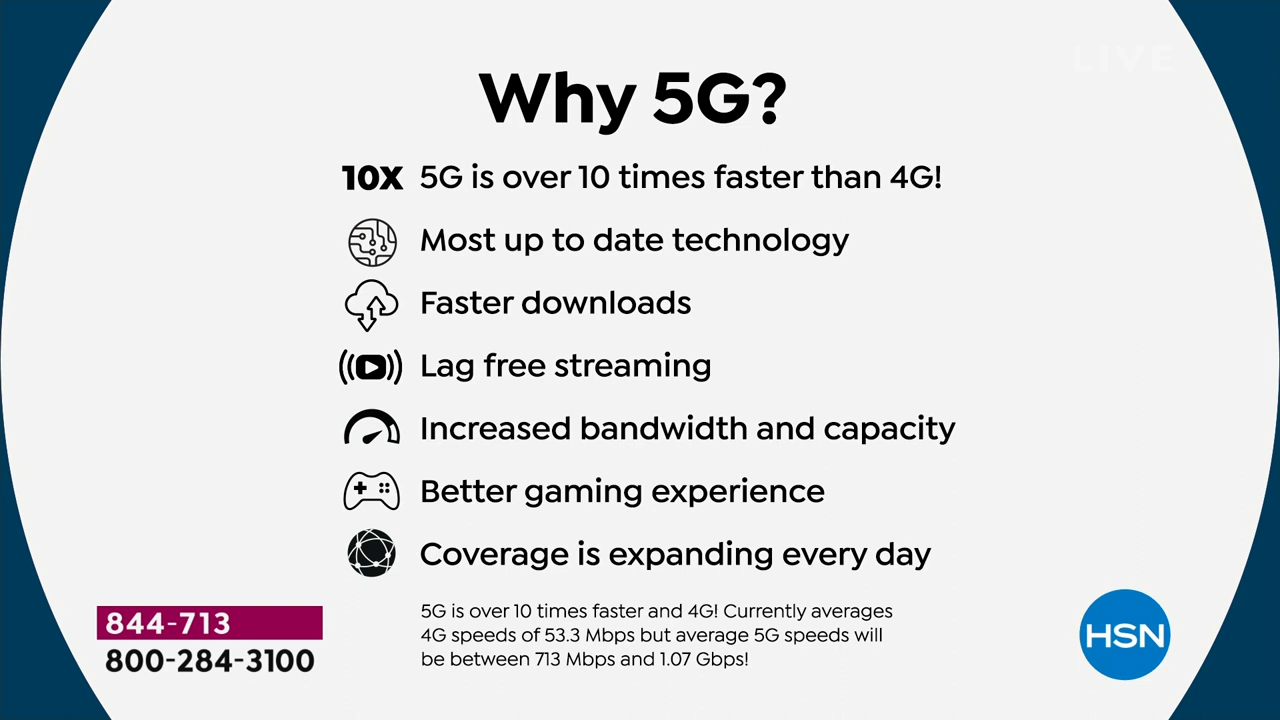 LIVE
Why 5G?
10X 5G is over 10 times faster than 4G!
Most up to date technology
Faster downloads
Lag free streaming
Increased bandwidth and capacity
Better gaming experience
Coverage is expanding every day
5G is over 10 times faster and 4G! Currently averages
4G speeds of 53.3 Mbps but average 5G speeds will
be between 713 Mbps and 1.07 Gbps!
844-713
800-284-3100
HSN